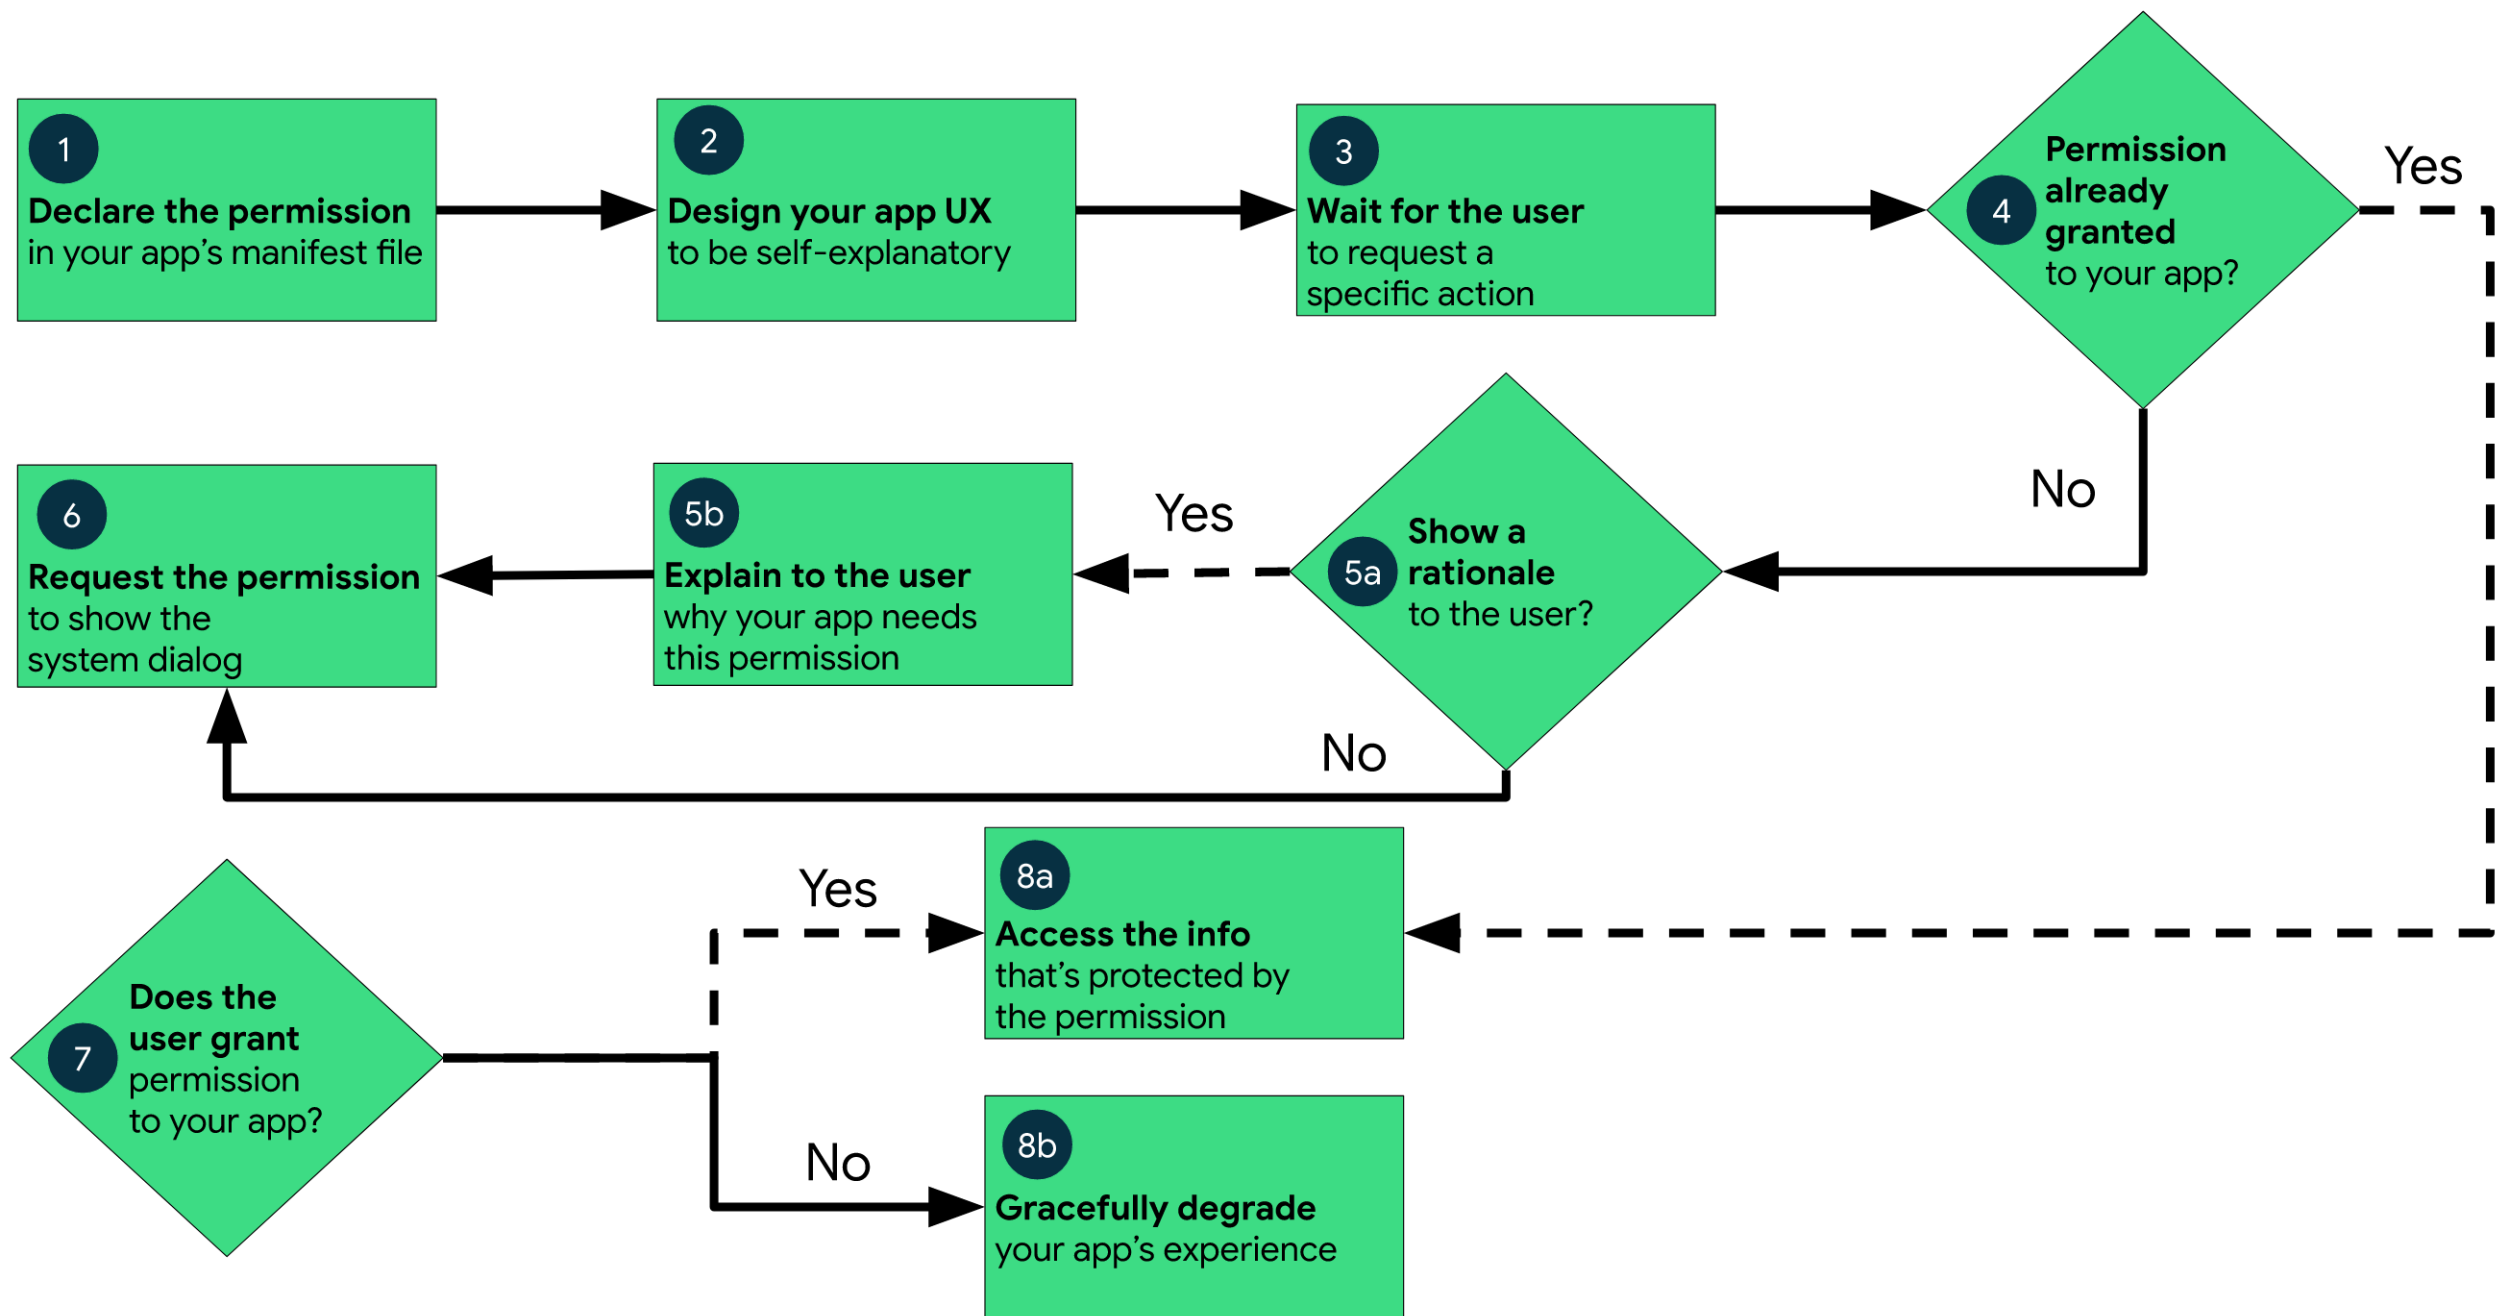 1
Declare the permission
in your app's manifest file
2
Design your app UX
to be self-explanatory
3
Wait for the user
to request a
specific action
4
Permission
already
granted
to your app?
Yes
No
5a
Show a
rationale
to the user?
Yes
No
5b
Explain to the user
why your app needs
this permission
6
Request the permission
to show the
system dialog
7
Does the
user grant
permission
to your app?
Yes
No
8a
Access the info
that's protected by
the permission
8b
Gracefully degrade
your app's experience